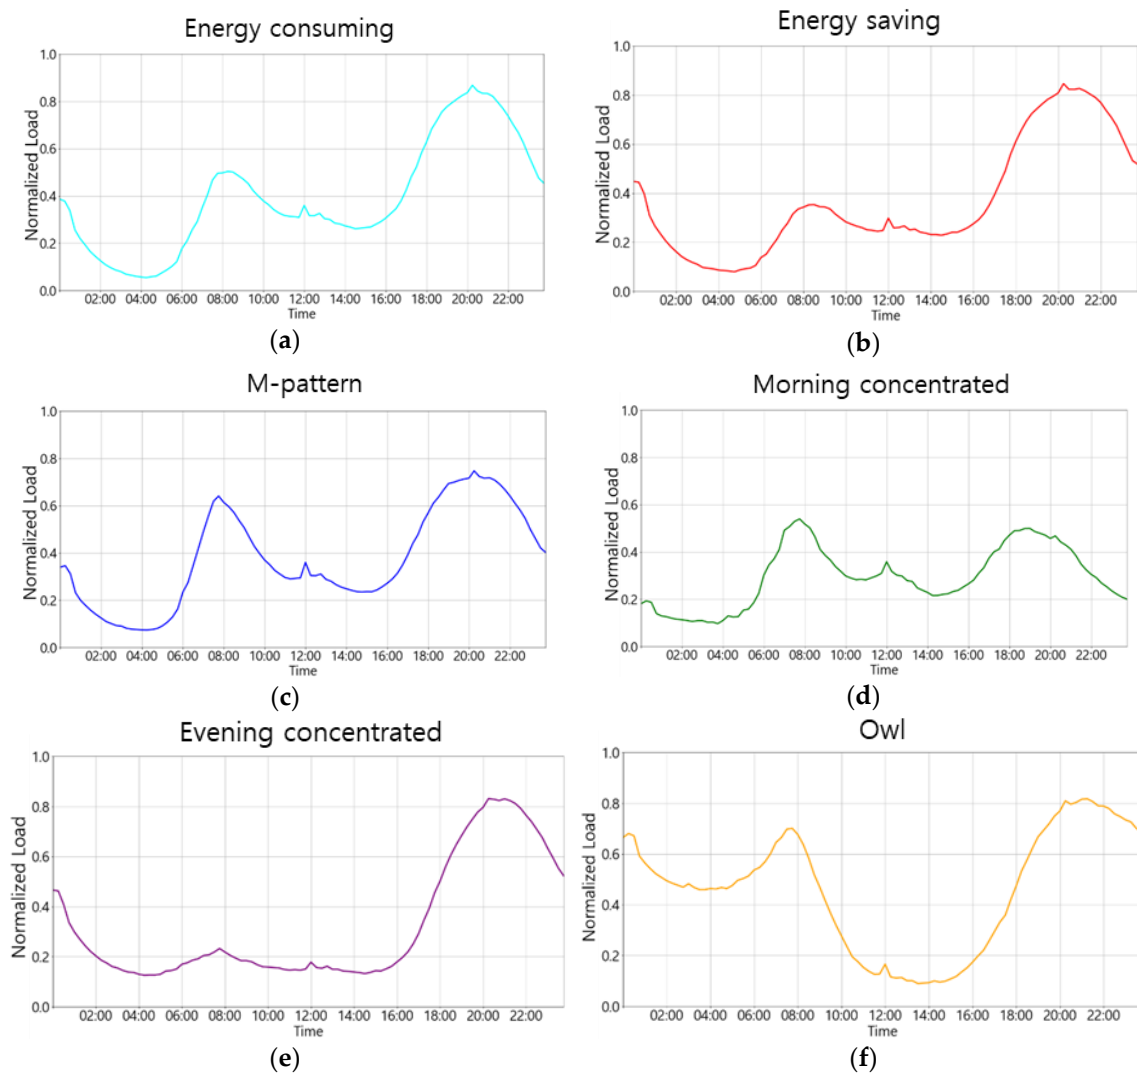 Energy consuming
1.0
0.8
0.6
0.4
0.2
0.0
Normalized Load
02:00 04:00 06:00 08:00 10:00 12:00 14:00 16:00 18:00 20:00 22:00
Time
(a)
Energy saving
1.0
0.8
0.6
0.4
0.2
0.0
Normalized Load
02:00 04:00 06:00 08:00 10:00 12:00 14:00 16:00 18:00 20:00 22:00
Time
(b)
M-pattern
1.0
0.8
0.6
0.4
0.2
0.0
Normalized Load
02:00 04:00 06:00 08:00 10:00 12:00 14:00 16:00 18:00 20:00 22:00
Time
(c)
Morning concentrated
1.0
0.8
0.6
0.4
0.2
0.0
Normalized Load
02:00 04:00 06:00 08:00 10:00 12:00 14:00 16:00 18:00 20:00 22:00
Time
(d)
Evening concentrated
1.0
0.8
0.6
0.4
0.2
0.0
Normalized Load
02:00 04:00 06:00 08:00 10:00 12:00 14:00 16:00 18:00 20:00 22:00
Time
(e)
Owl
1.0
0.8
0.6
0.4
0.2
0.0
Normalized Load
02:00 04:00 06:00 08:00 10:00 12:00 14:00 16:00 18:00 20:00 22:00
Time
(f)